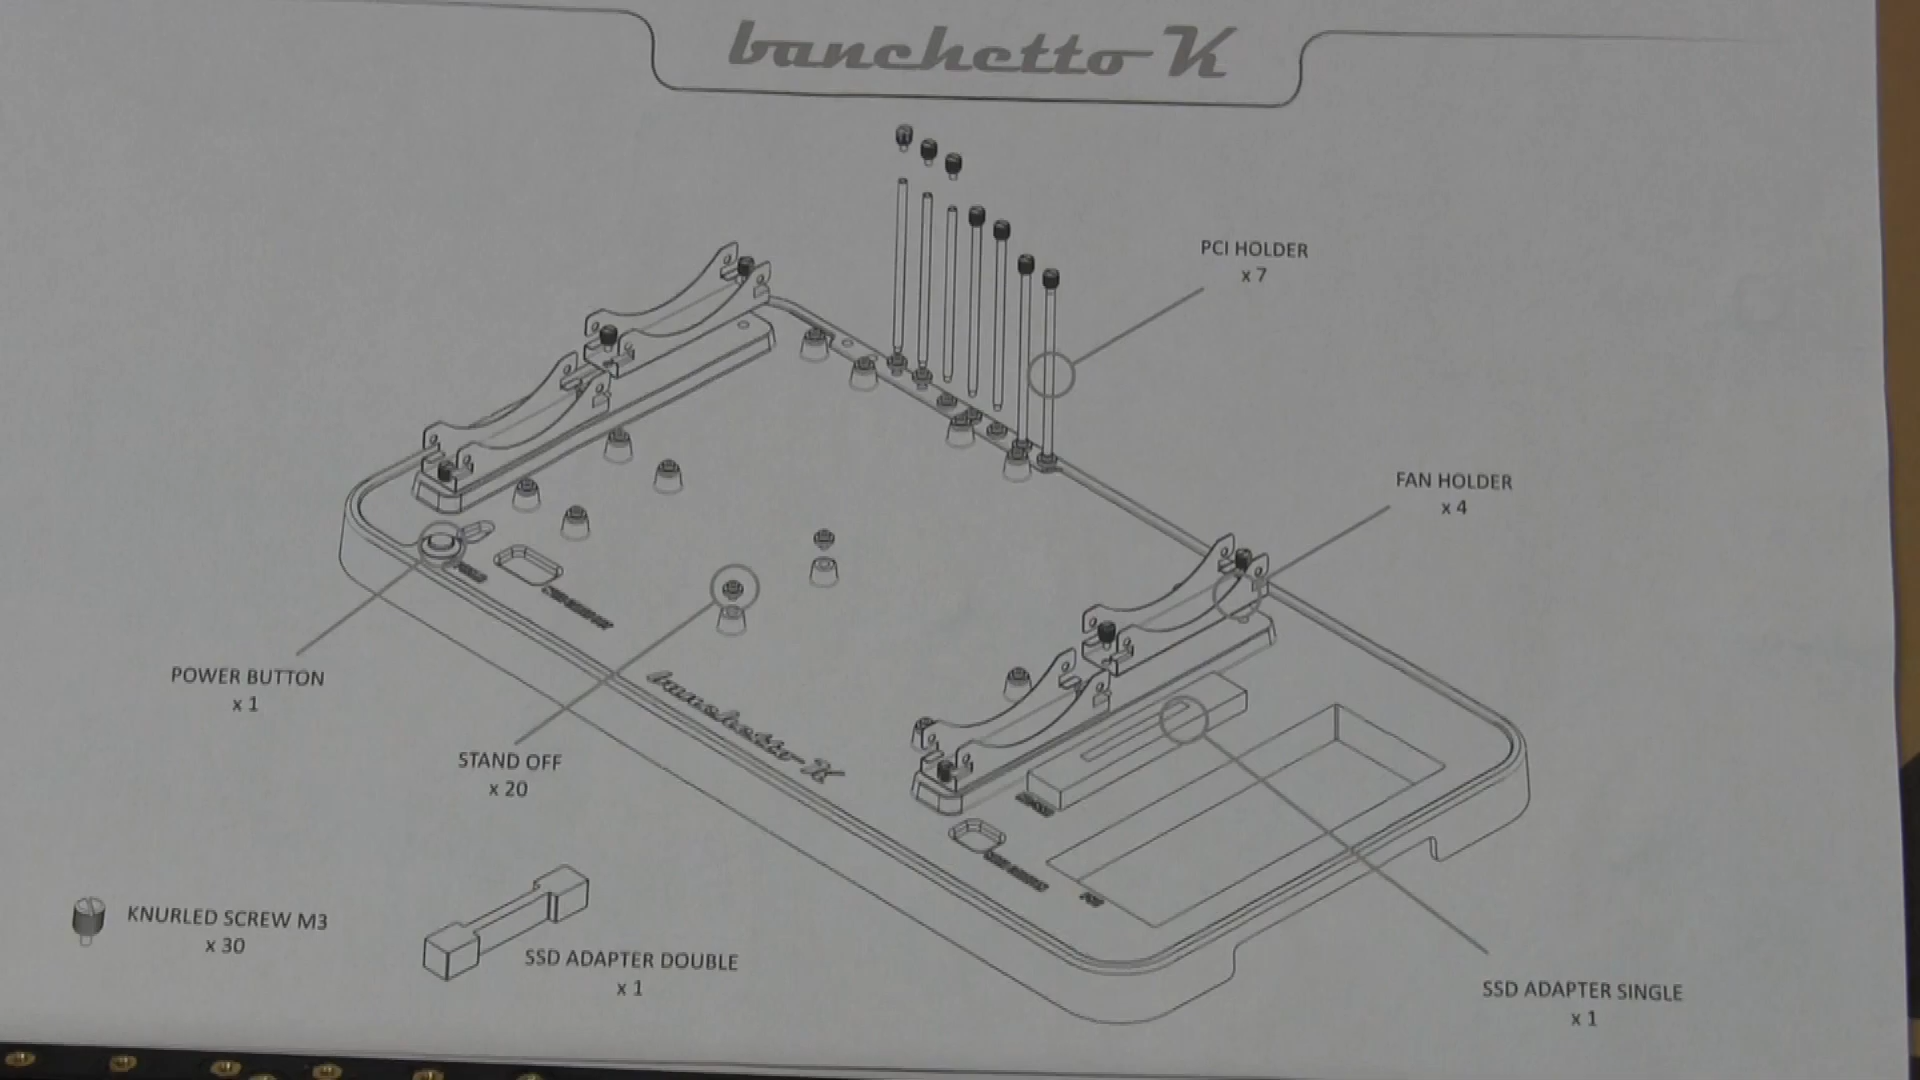 banchetto K
PCI HOLDER
x 7
FAN HOLDER
x 4
POWER BUTTON
x 1
STAND OFF
x 20
banchetto K
KNURLED SCREW M3
x 30
SSD ADAPTER DOUBLE
x 1
SSD ADAPTER SINGLE
x 1